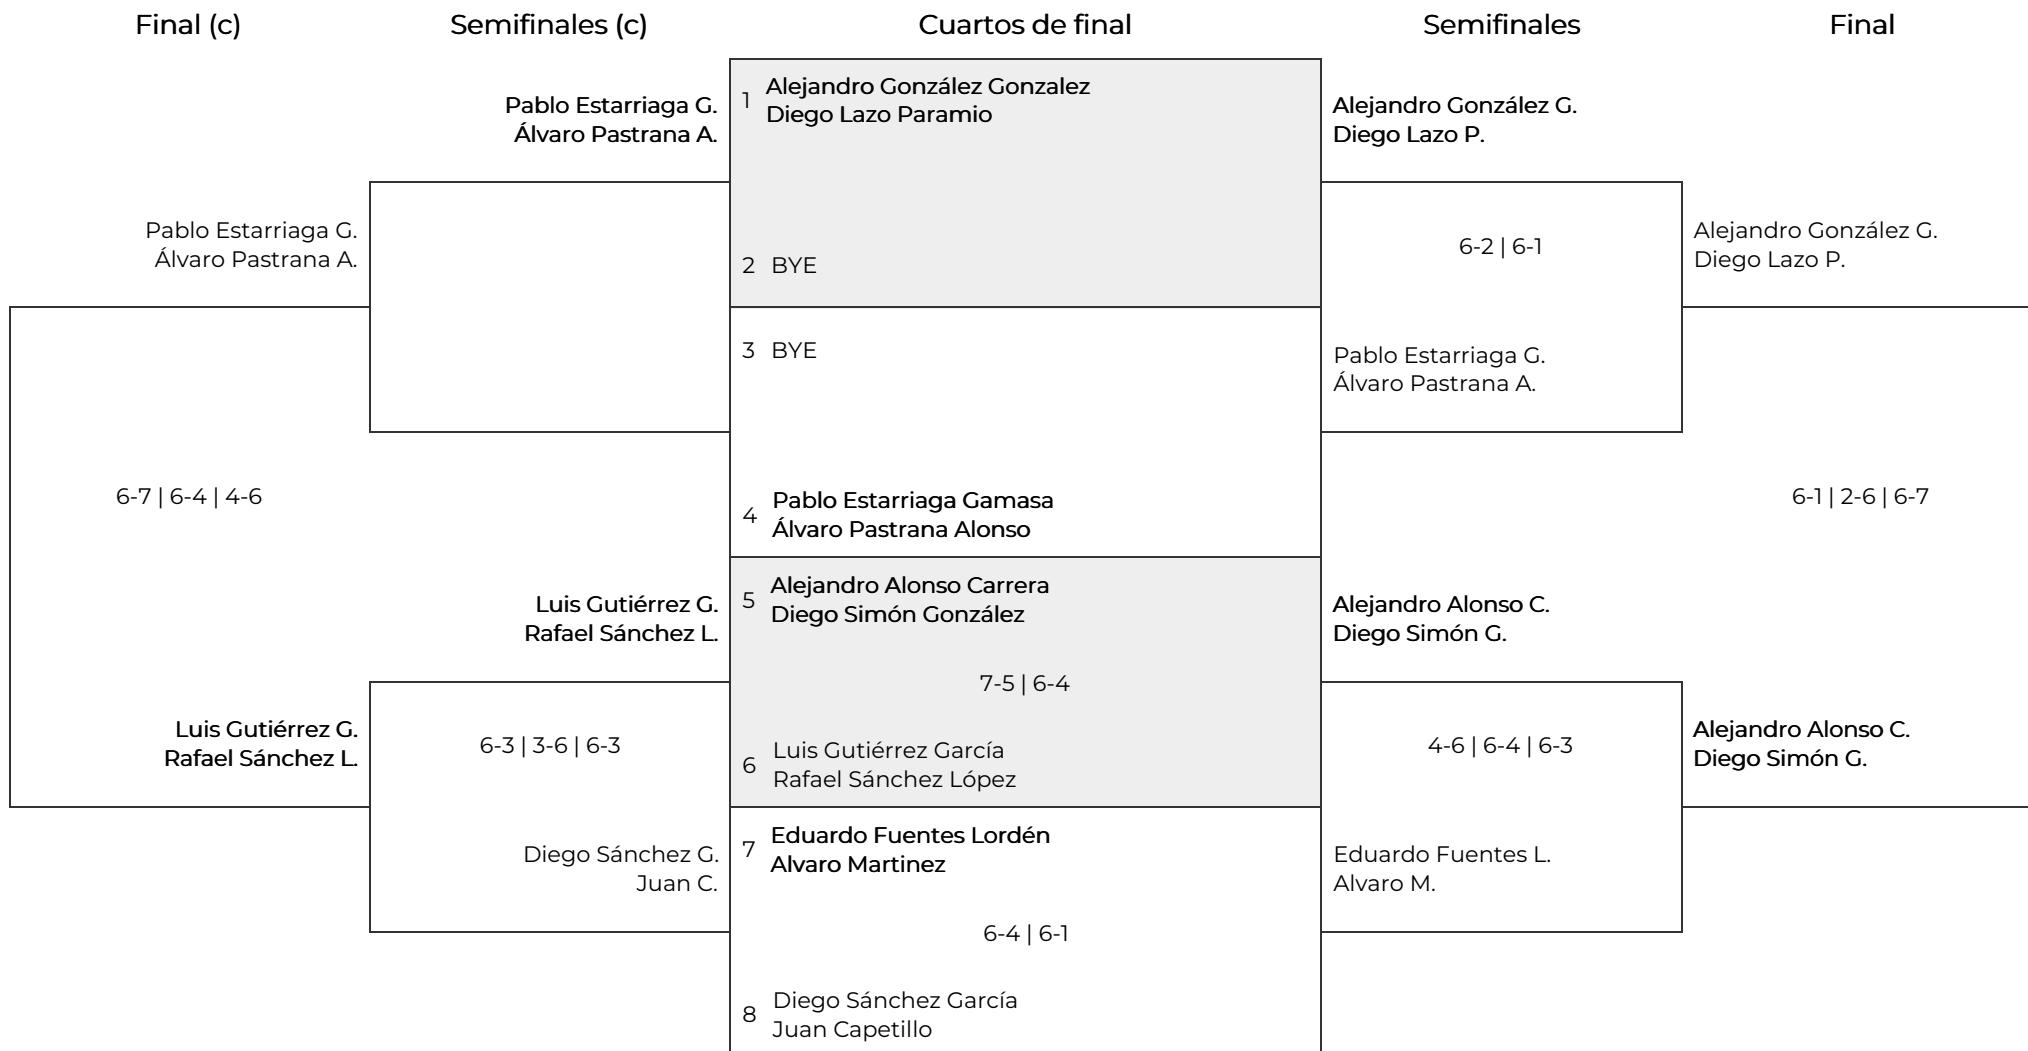 Final (c)
Semifinales (c)
Cuartos de final
Semifinales
Final
Pablo Estarriaga G.
Álvaro Pastrana A.
Pablo Estarriaga G.
Álvaro Pastrana A.
6-7 | 6-4 | 4-6
Luis Gutiérrez G.
Rafael Sánchez L.
Luis Gutiérrez G.
Rafael Sánchez L.
6-3 | 3-6 | 6-3
Diego Sánchez G.
Juan C.
1 Alejandro González Gonzalez
Diego Lazo Paramio
2 BYE
3 BYE
4 Pablo Estarriaga Gamasa
Álvaro Pastrana Alonso
5 Alejandro Alonso Carrera
Diego Simón González
7-5 | 6-4
6 Luis Gutiérrez García
Rafael Sánchez López
7 Eduardo Fuentes Lordén
Alvaro Martinez
6-4 | 6-1
8 Diego Sánchez García
Juan Capetillo
Alejandro González G.
Diego Lazo P.
6-2 | 6-1
Pablo Estarriaga G.
Álvaro Pastrana A.
Alejandro Alonso C.
Diego Simón G.
4-6 | 6-4 | 6-3
Eduardo Fuentes L.
Alvaro M.
Alejandro González G.
Diego Lazo P.
6-1 | 2-6 | 6-7
Alejandro Alonso C.
Diego Simón G.